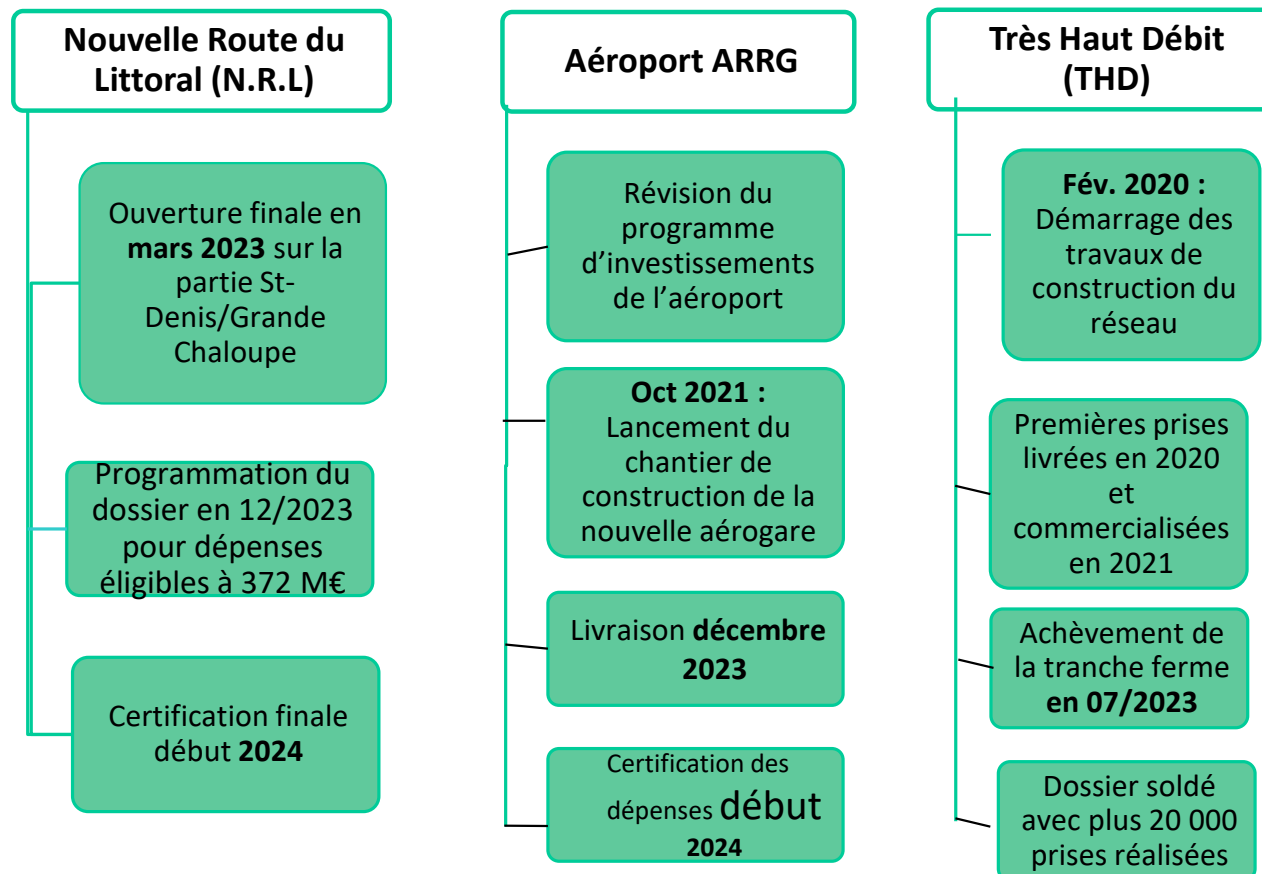 Nouvelle Route du
Littoral (N.R.L)
Ouverture finale en
mars 2023 sur la
partie St-
Denis/Grande
Chaloupe
Programmation du
dossier en 12/2023
pour dépenses
éligibles à 372 M€
Certification finale
début 2024
Aéroport ARRG
Révision du
programme
d’investissements
de l’aéroport
Oct 2021 :
Lancement du
chantier de
construction de la
nouvelle aérogare
Livraison décembre
2023
Certification des
dépenses début
2024
Très Haut Débit
(THD)
Fév. 2020 :
Démarrage des
travaux de
construction du
réseau
Premières prises
livrées en 2020
et
commercialisées
en 2021
Achèvement de
la tranche ferme
en 07/2023
Dossier soldé
avec plus 20 000
prises réalisées